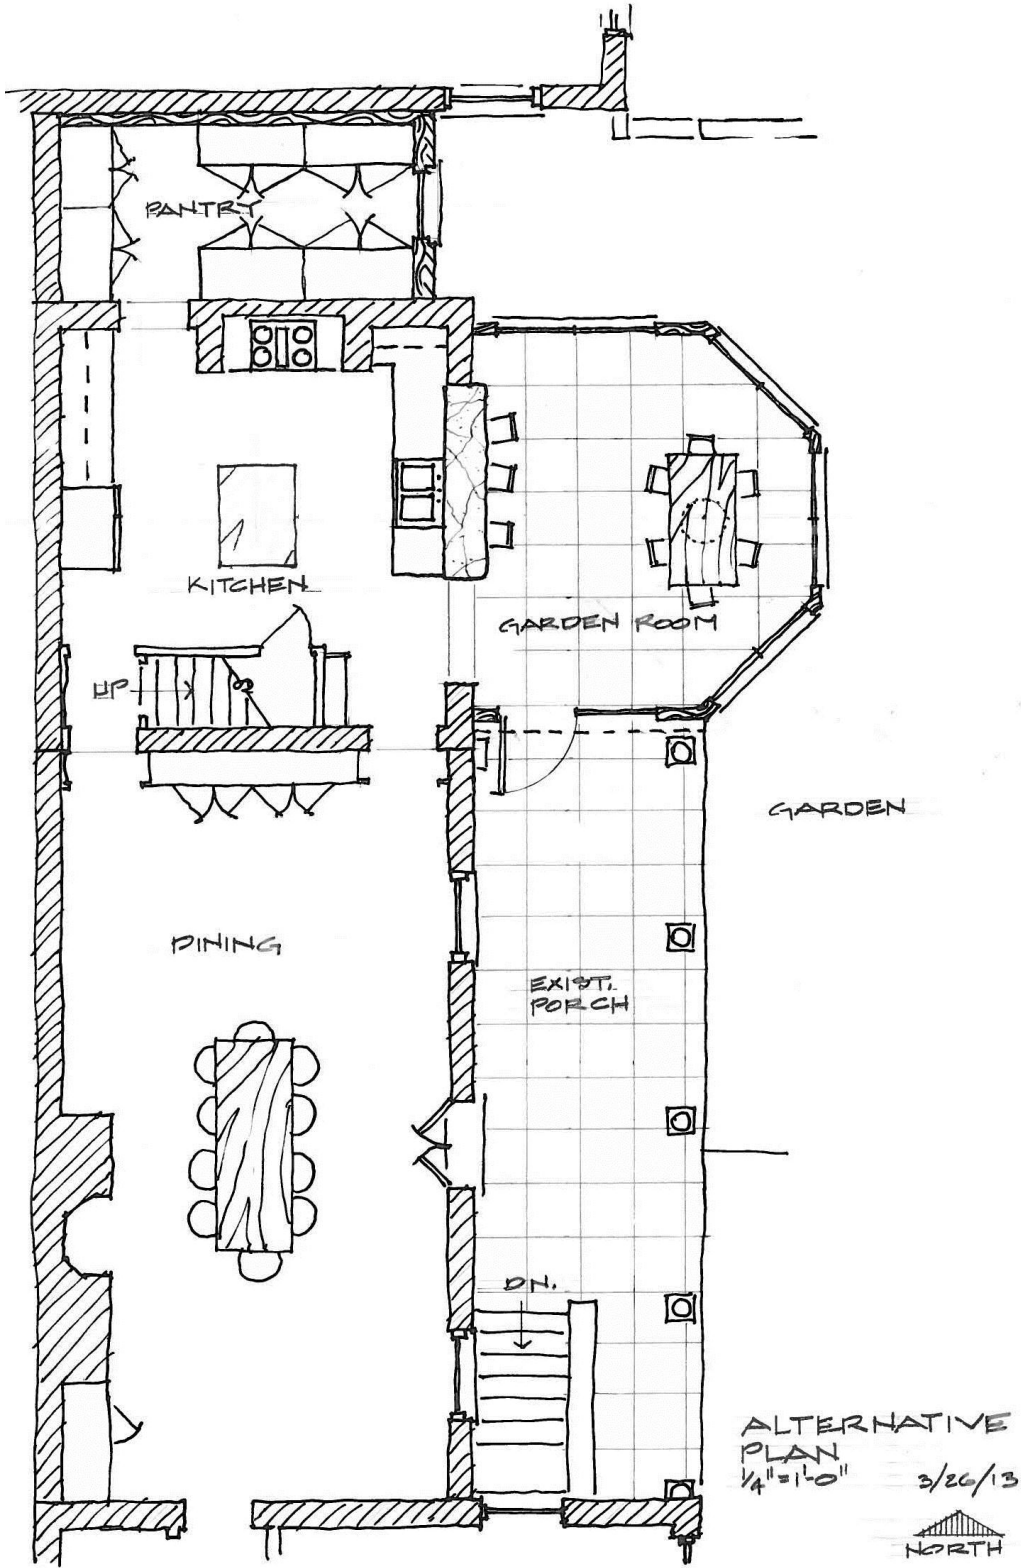 PANTRY
KITCHEN
GARDEN ROOM
UP
GARDEN
DINING
EXIST.
PORCH
DN.
ALTERNATIVE
PLAN
1/4"=1'-0" 3/26/13
NORTH